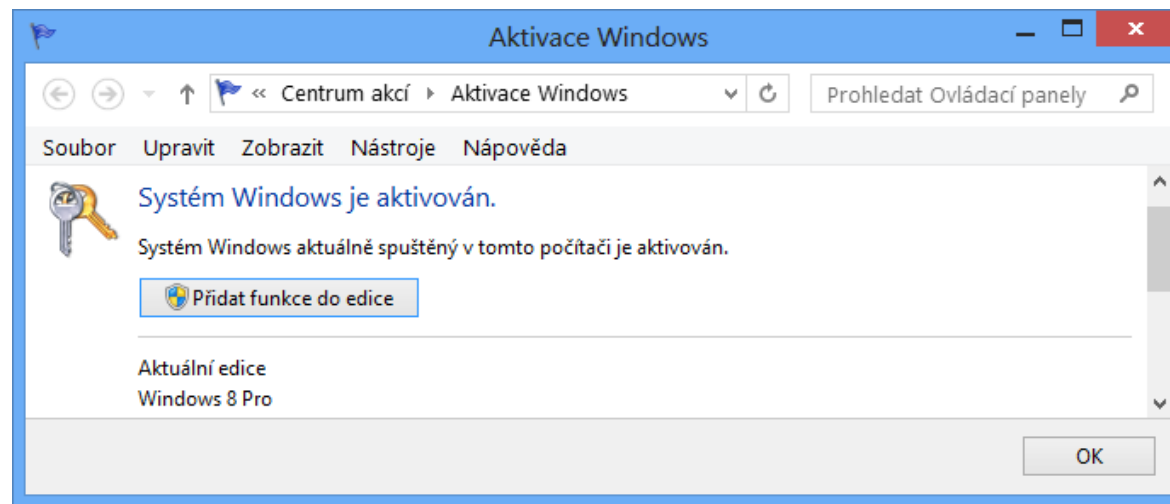 Aktivace Windows
« Centrum akcí Aktivace Windows Prohledat Ovládací panely
Soubor Upravit Zobrazit Nástroje Nápověda
Systém Windows je aktivován.
Systém Windows aktuálně spuštěný v tomto počítači je aktivován.
Přidat funkce do edice
Aktuální edice
Windows 8 Pro
OK